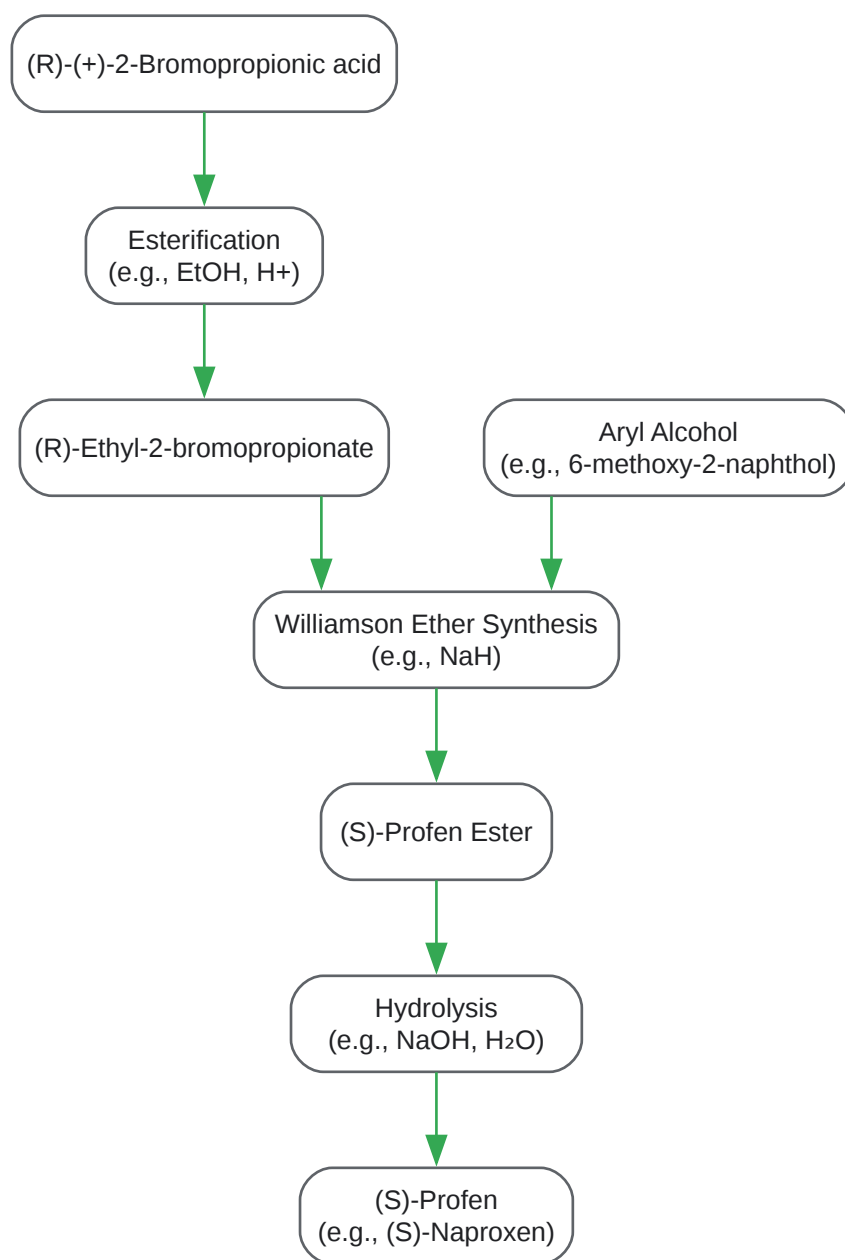 (R)-(+)-2-Bromopropionic acid
Esterification
(e.g., EtOH, H+)
(R)-Ethyl-2-bromopropionate
Aryl Alcohol
(e.g., 6-methoxy-2-naphthol)
Williamson Ether Synthesis
(e.g., NaH)
(S)-Profen Ester
Hydrolysis
(e.g., NaOH, H₂O)
(S)-Profen
(e.g., (S)-Naproxen)